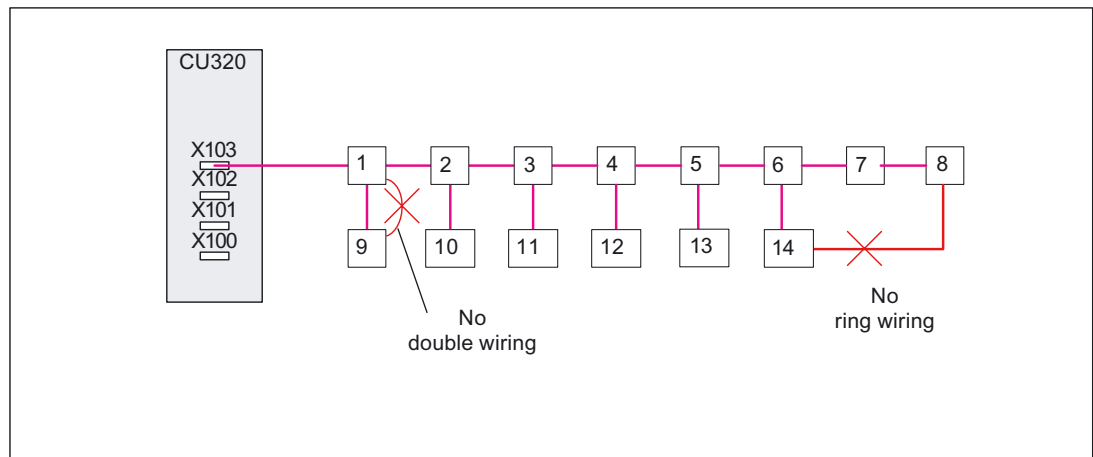 CU320
X103
X102
X101
X100
1 2 3 4 5 6 7 8
9 10 11 12 13 14
No
double wiring
No
ring wiring